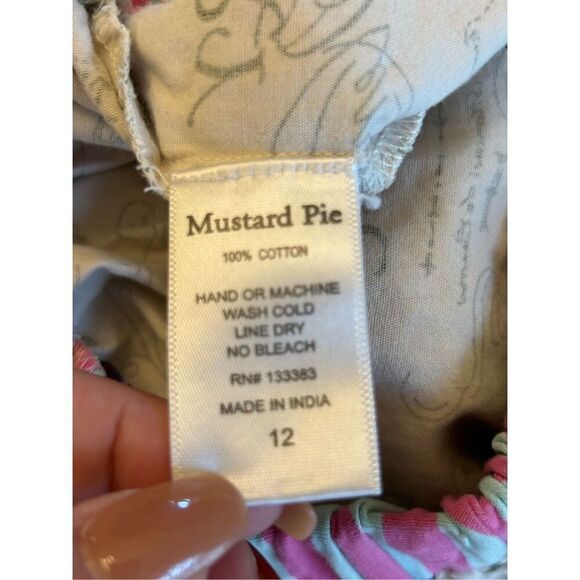 Mustard Pie
100% COTTON
HAND OR MACHINE
WASH COLD
LINE DRY
NO BLEACH
RN# 133383
MADE IN INDIA
12